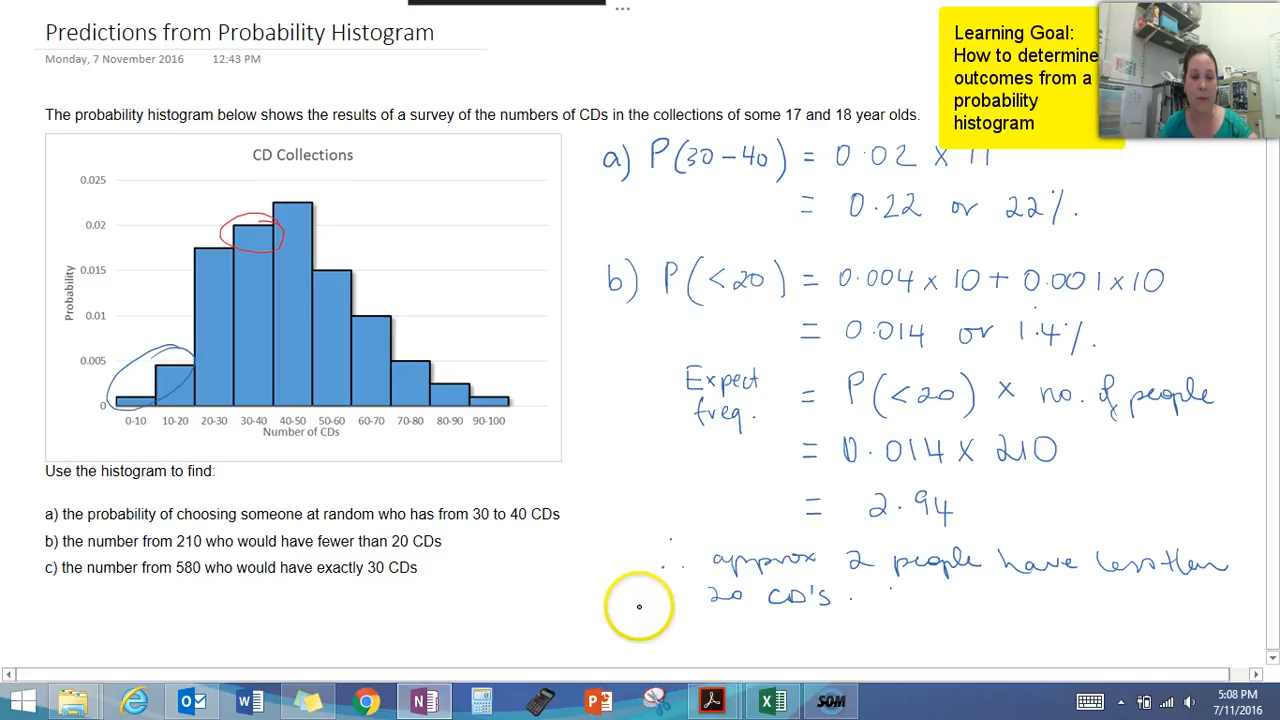 Predictions from Probability Histogram
Monday, 7 November 2016 12:43 PM
Learning Goal:
How to determine
outcomes from a
probability
histogram
The probability histogram below shows the results of a survey of the numbers of CDs in the collections of some 17 and 18 year olds.
CD Collections
0.025
0.02
0.015
0.01
0.005
0
Probability
0-10 10-20 20-30 30-40 40-50 50-60 60-70 70-80 80-90 90-100
Number of CDs
Use the histogram to find:
a) the probability of choosing someone at random who has from 30 to 40 CDs
b) the number from 210 who would have fewer than 20 CDs
c) the number from 580 who would have exactly 30 CDs
a) P(30-40) = 0.02 x 11
= 0.22 or 22%.
b) P(<20) = 0.004 x 10 + 0.001 x 10
= 0.014 or 1.4%.
Expect freq. = P(<20) x no. of people
= 0.014 x 210
= 2.94
∴ approx 2 people have less than
20 CD's.
5:08 PM
7/11/2016